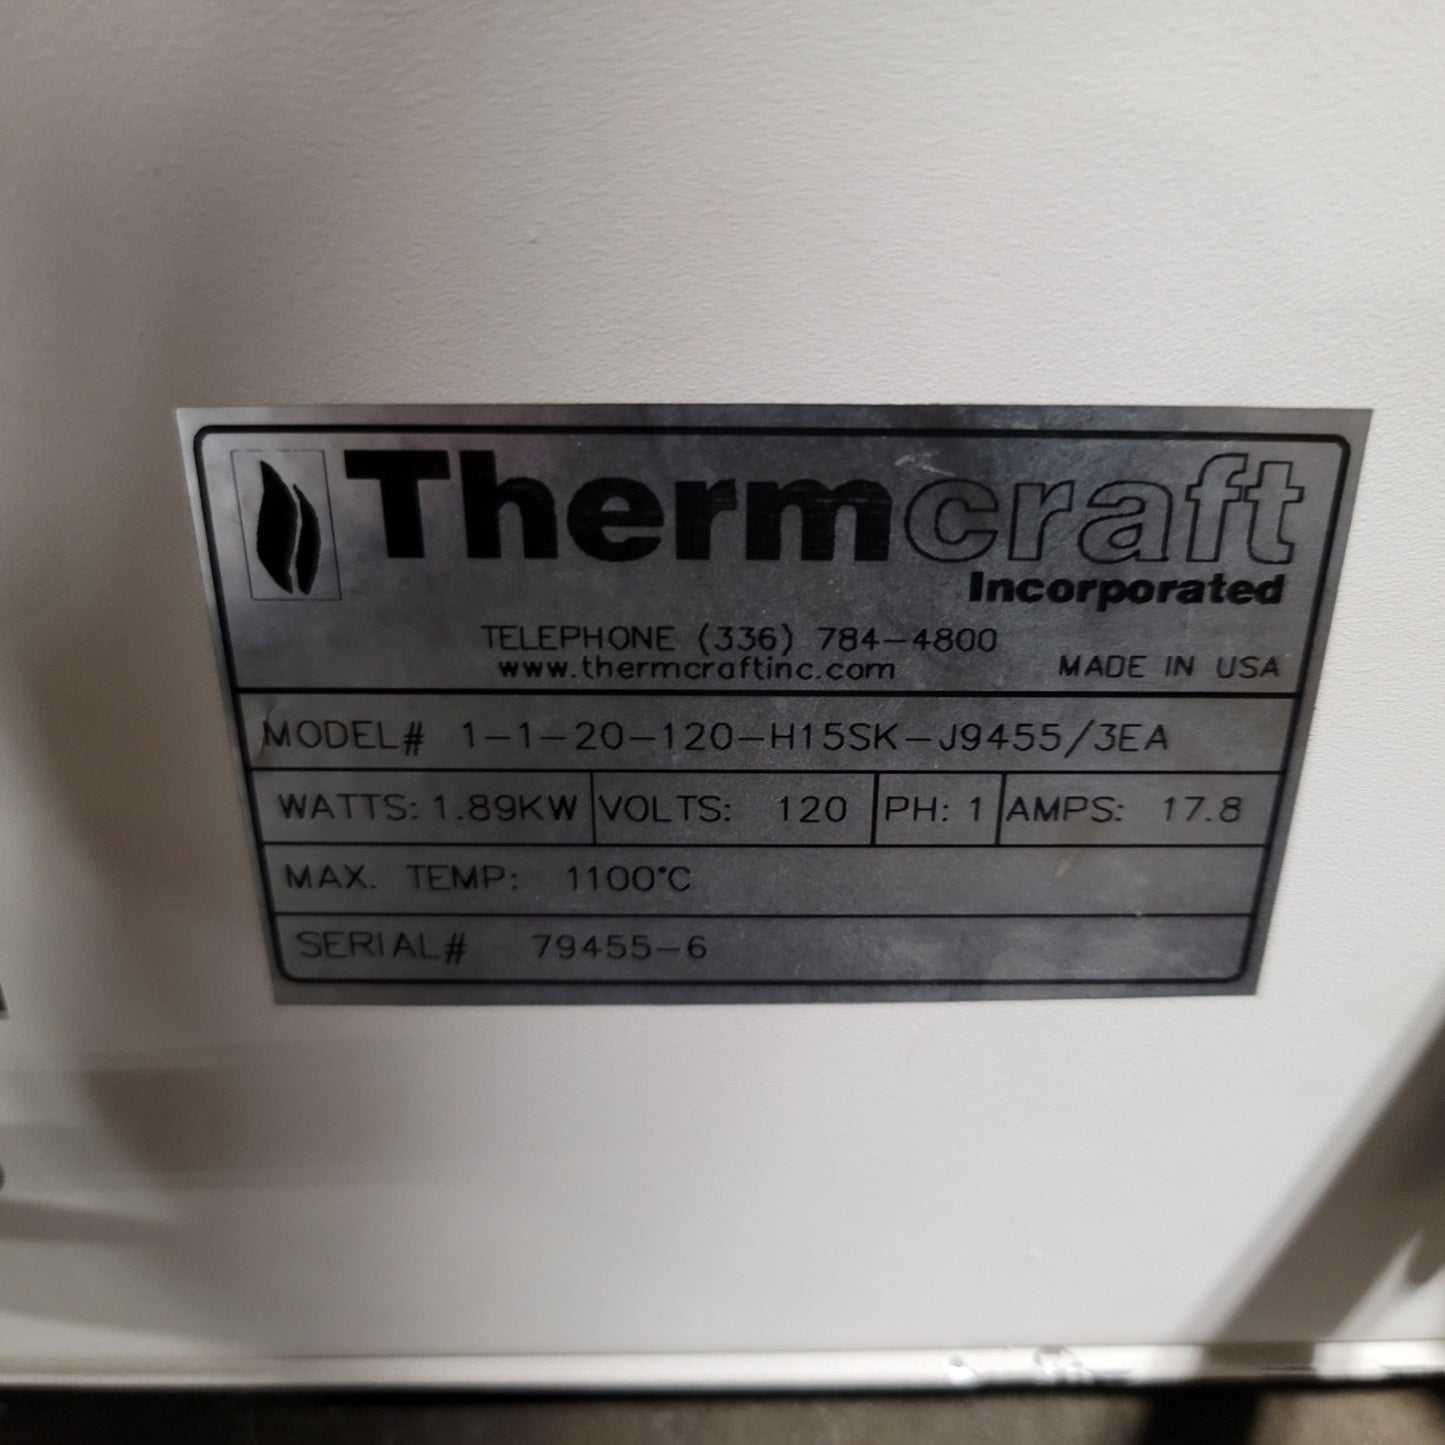 Thermcraft
Incorporated
TELEPHONE (336) 784-4800
www.thermcraftinc.com
MADE IN USA
MODEL# 1-1-20-120-H15SK-J9455/3EA
WATTS: 1.89KW VOLTS: 120 PH: 1 AMPS: 17.8
MAX. TEMP: 1100°C
SERIAL# 79455-6